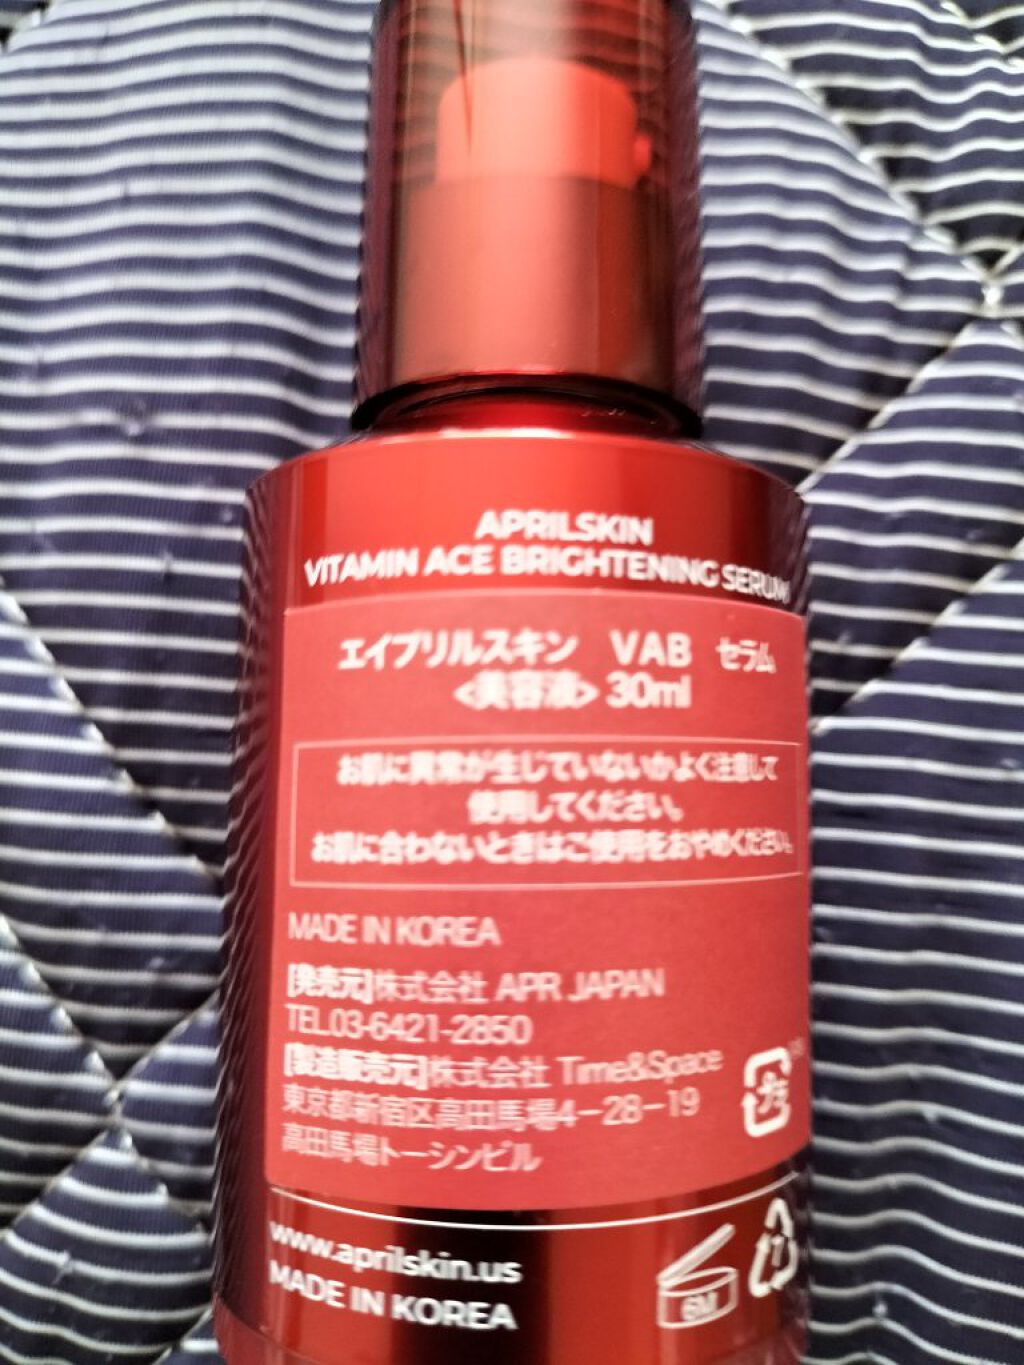 APRILSKIN
VITAMIN ACE BRIGHTENING SERUM
エイプリルスキン VAB セラム
<美容液> 30ml
お肌に異常が生じていないかよく注意して
使用してください。
お肌に合わないときはご使用をおやめください。
MADE IN KOREA
[発売元]株式会社 APR JAPAN
TEL03-6421-2850
[製造販売元]株式会社 Time&Space
東京都新宿区高田馬場4-28-19
高田馬場トーシンビル
プラ
www.aprilskin.us
MADE IN KOREA
6M
7